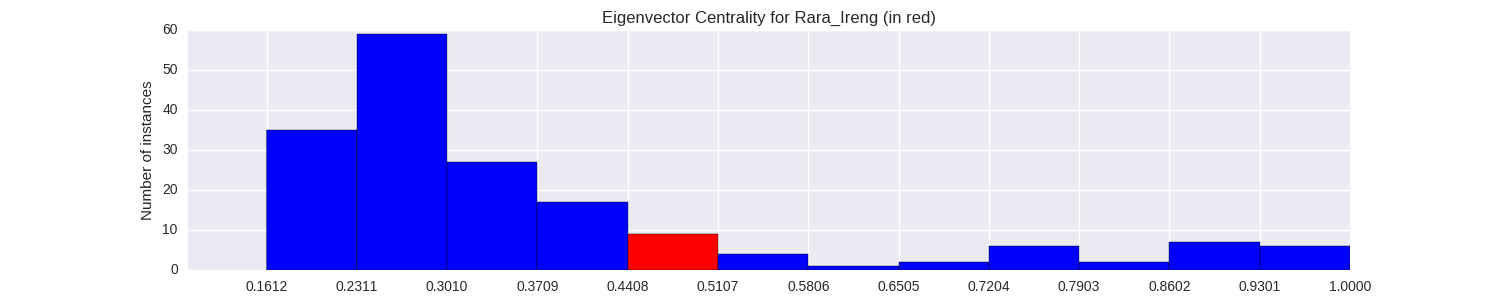 Eigenvector Centrality for Rara_Ireng (in red)
Number of instances
60
50
40
30
20
10
0
0.1612 0.2311 0.3010 0.3709 0.4408 0.5107 0.5806 0.6505 0.7204 0.7903 0.8602 0.9301 1.0000